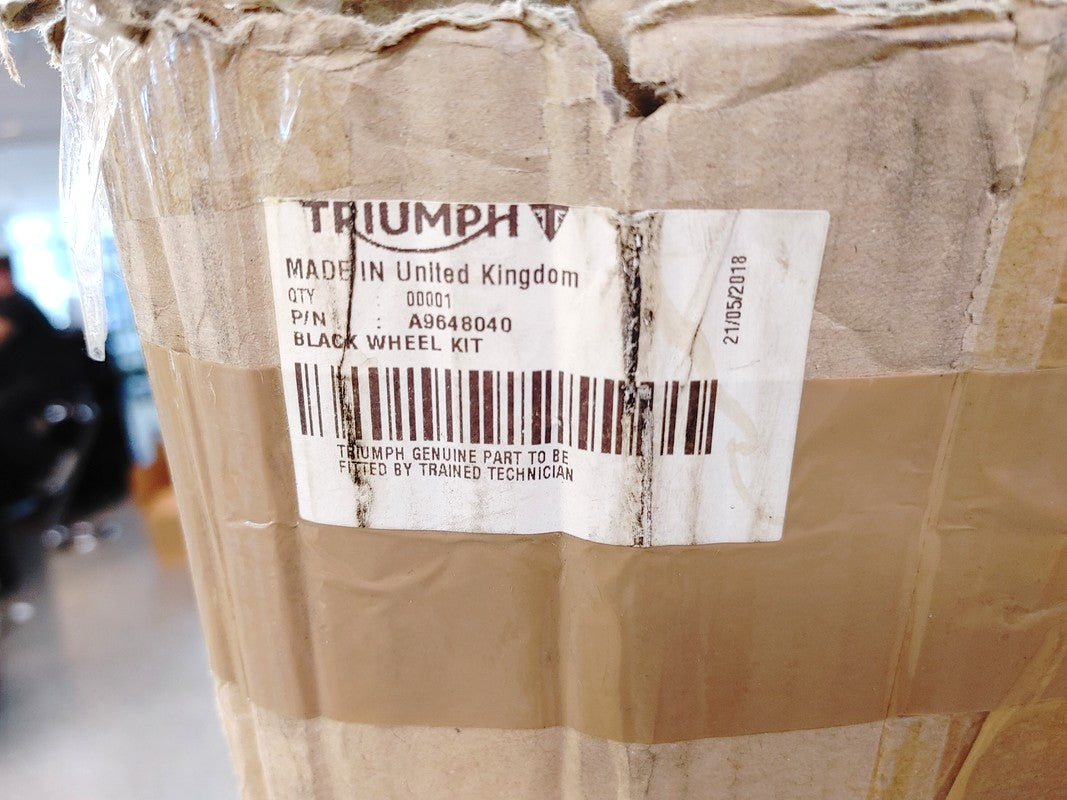 TRIUMPH
MADE IN United Kingdom
QTY : 00001
P/N : A9648040
BLACK WHEEL KIT
TRIUMPH GENUINE PART TO BE
FITTED BY TRAINED TECHNICIAN
21/05/2018